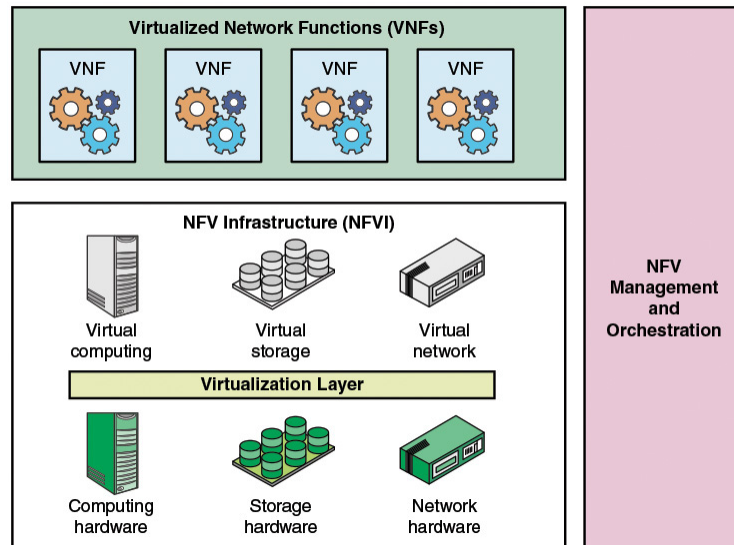 Virtualized Network Functions (VNFs)
VNF
VNF
VNF
VNF
NFV Infrastructure (NFVI)
Virtual
computing
Virtual
storage
Virtual
network
Virtualization Layer
Computing
hardware
Storage
hardware
Network
hardware
NFV
Management
and
Orchestration